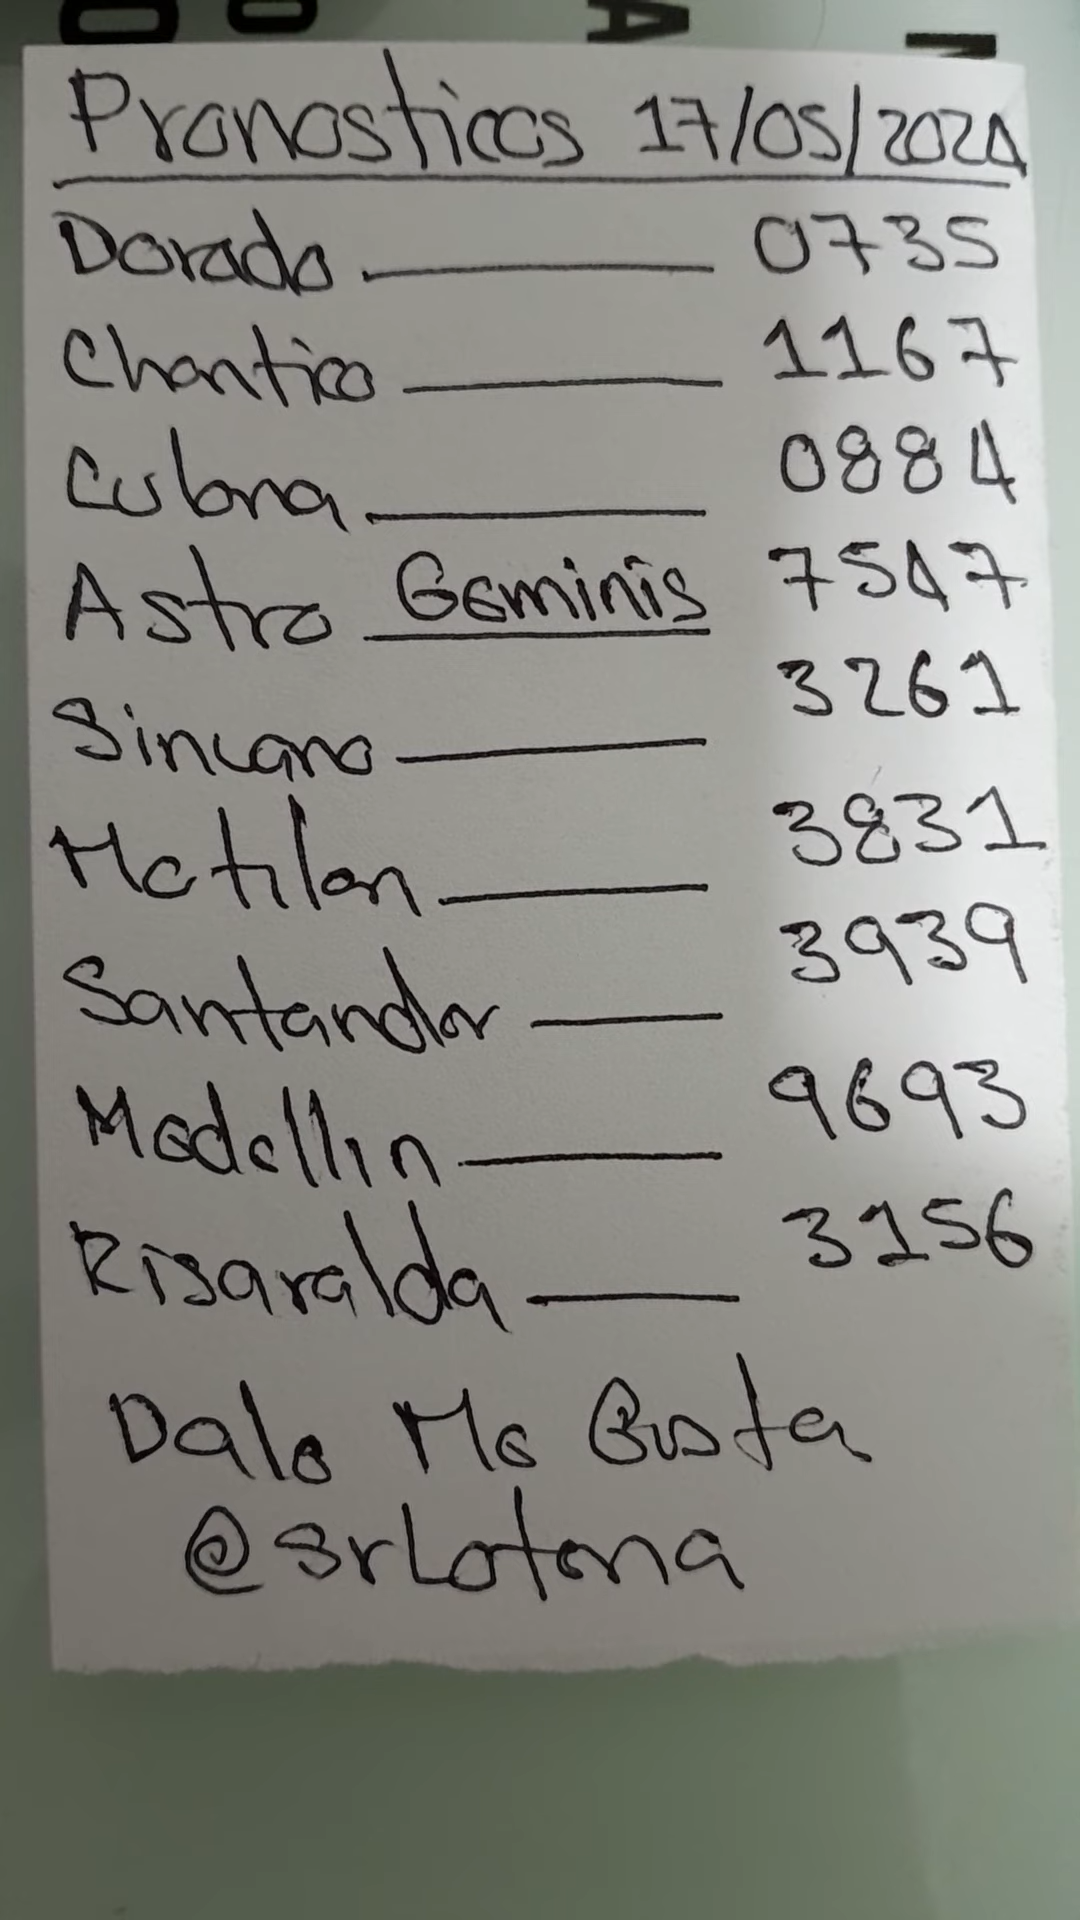 Pronosticos 17/05/2024
Dorado 0735
Chontico 1167
Culona 0884
Astro Geminis 7547
Sinuano 3261
Motilon 3831
Santander 3939
Medellin 9693
Risaralda 3156
Dale Me Gusta
@srLotona